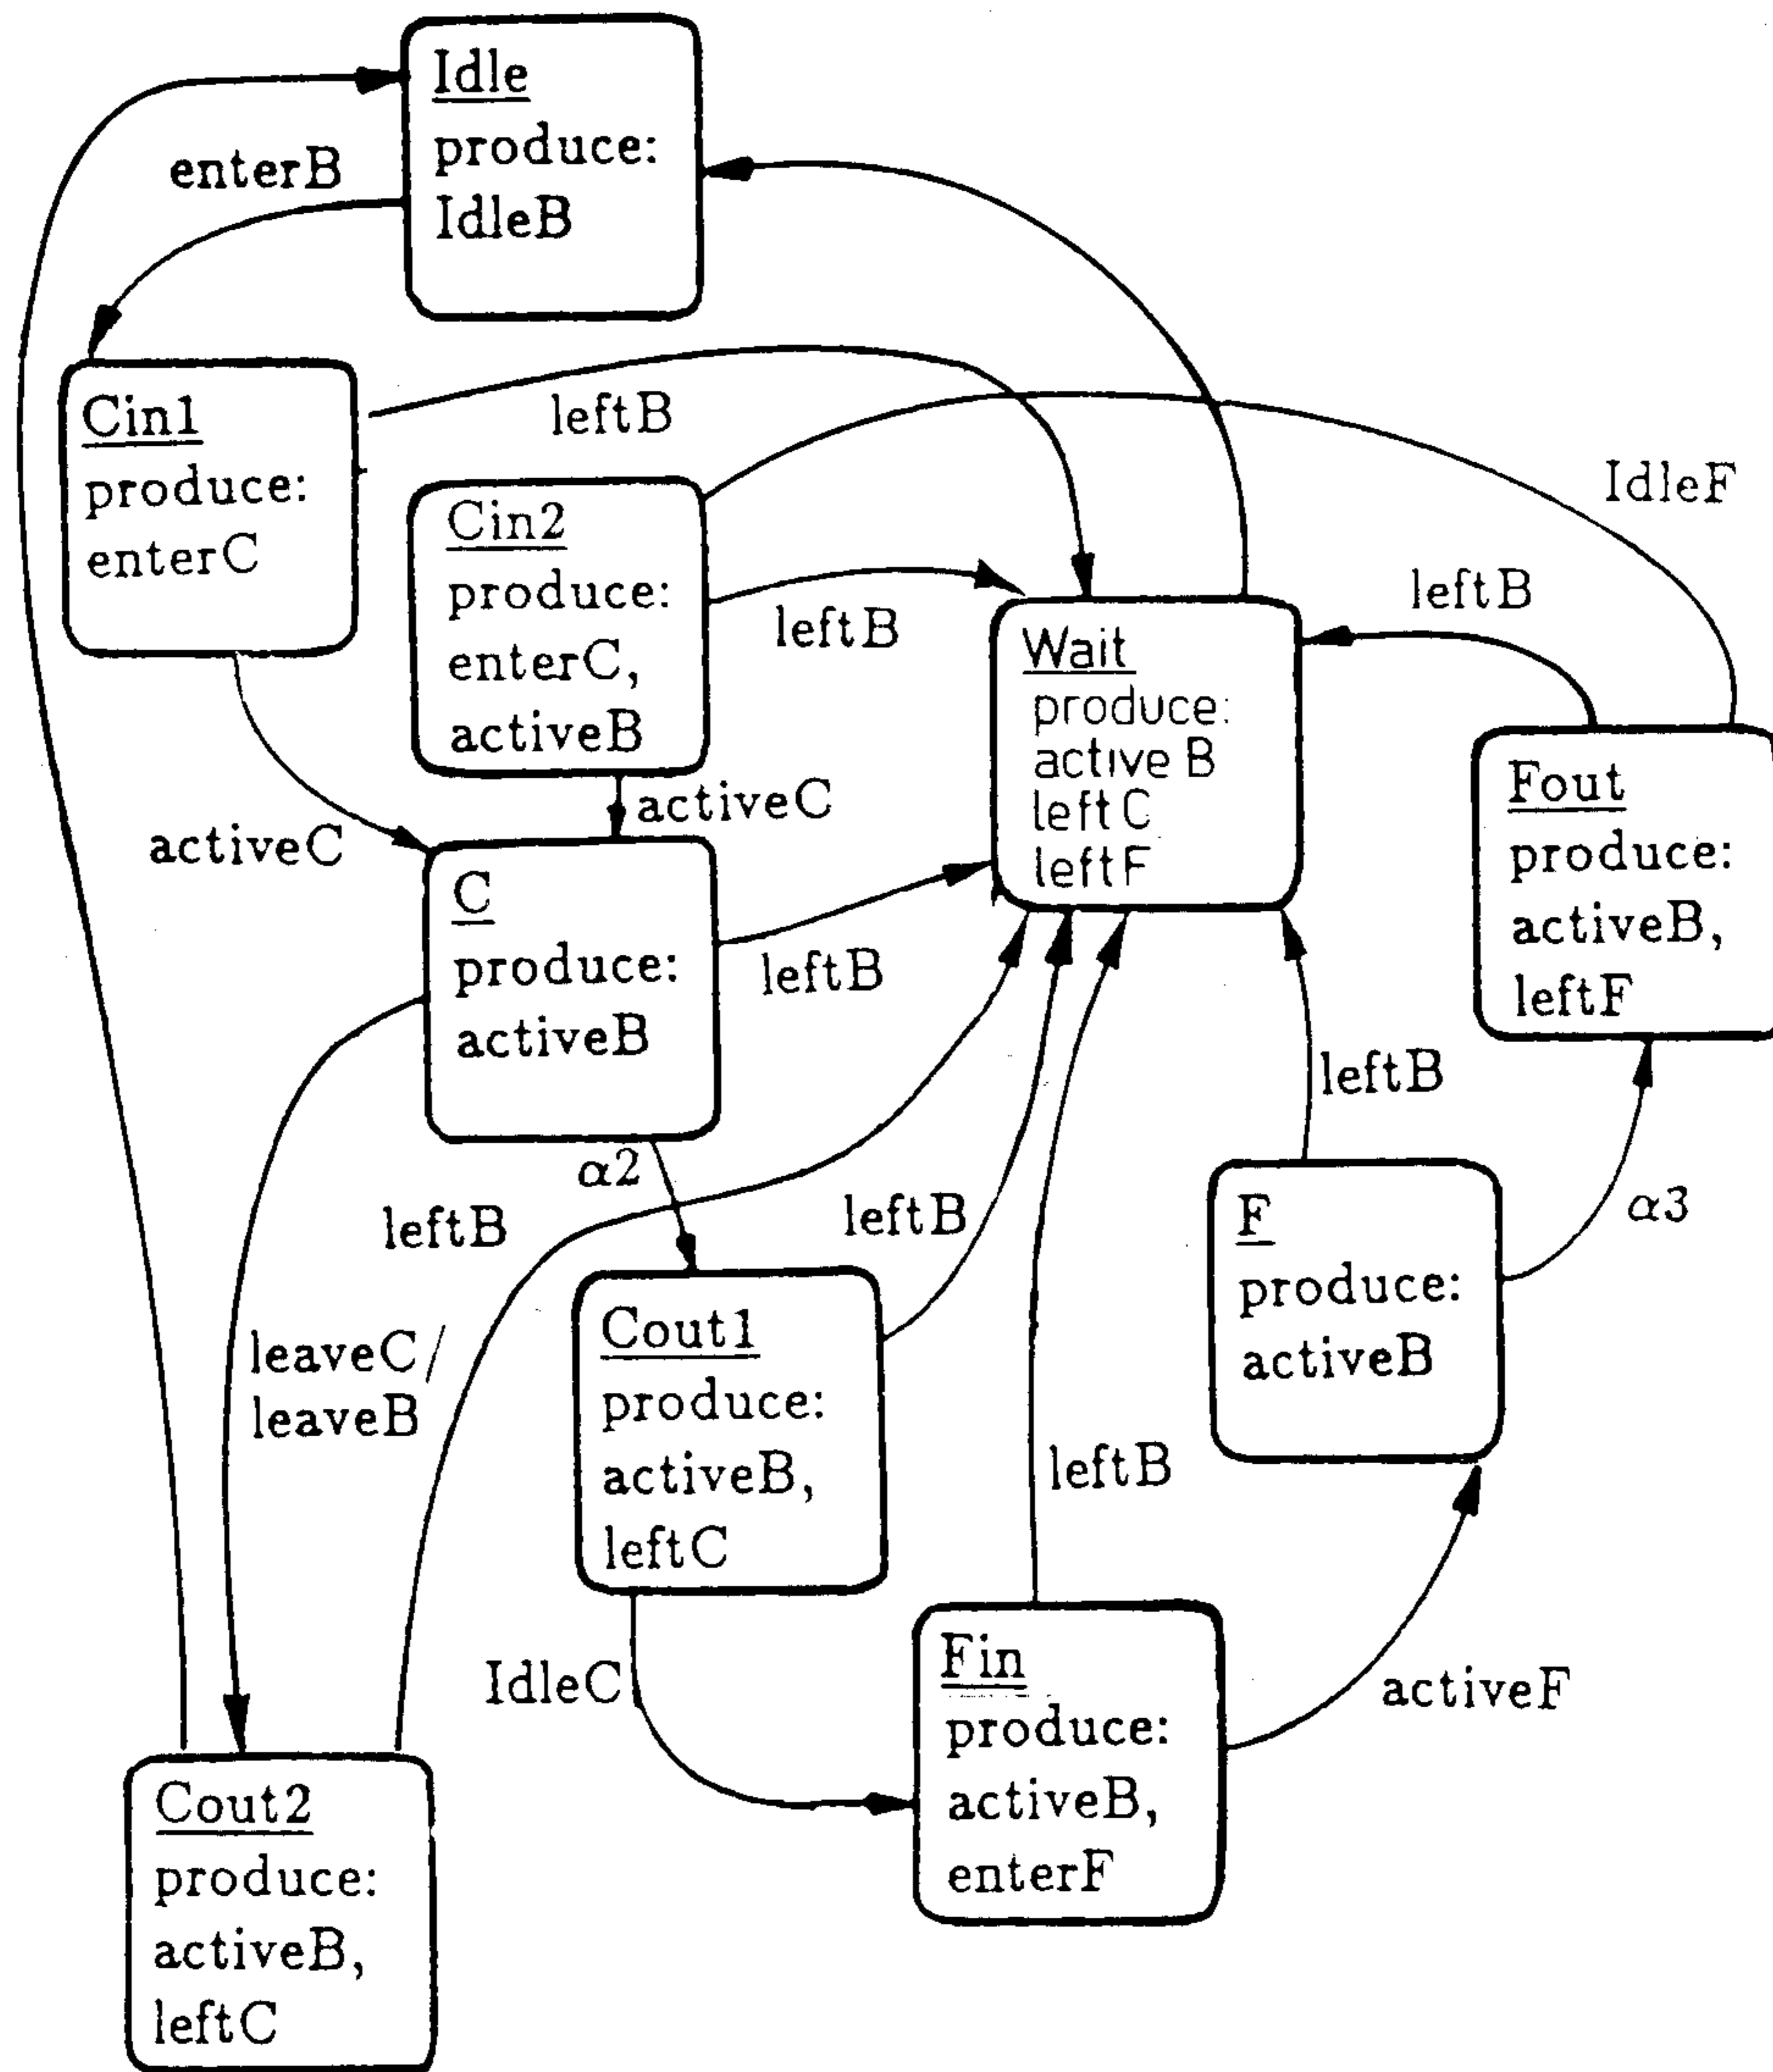 Idle
produce:
IdleB
enterB
Cin1
produce:
enterC
leftB
IdleF
Cin2
produce:
enterC,
activeB
leftB
leftB
Wait
produce:
active B
left C
left F
Fout
produce:
activeB,
leftF
activeC
activeC
C
produce:
activeB
leftB
leftB
α2
leftB
leftB
F
produce:
activeB
α3
Cout1
produce:
activeB,
leftC
leaveC/
leaveB
leftB
IdleC
Fin
produce:
activeB,
enterF
activeF
Cout2
produce:
activeB,
leftC